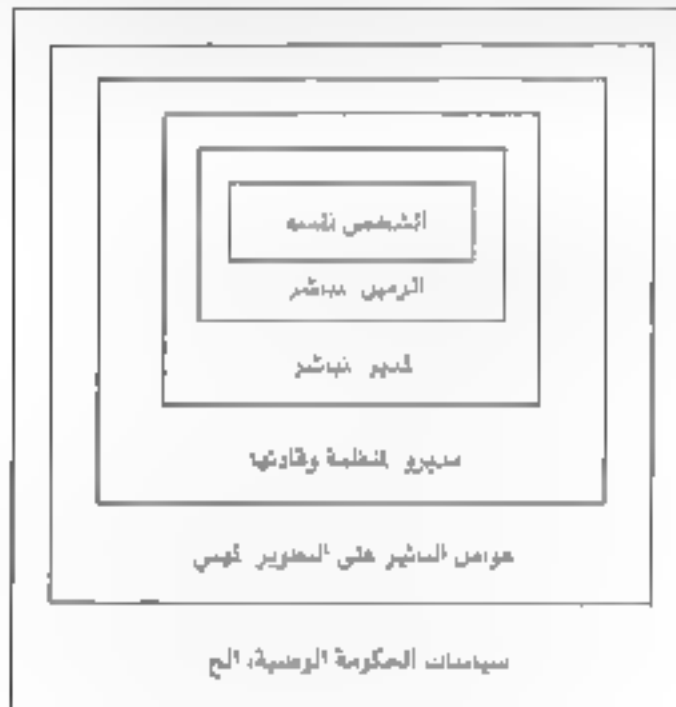 الشخص نفسه
الزميل المباشر
المدير المباشر
مديرو المنظمة وقادتها
عوامل التأثير على التطوير المهني
سياسات الحكومة الوطنية، الخ